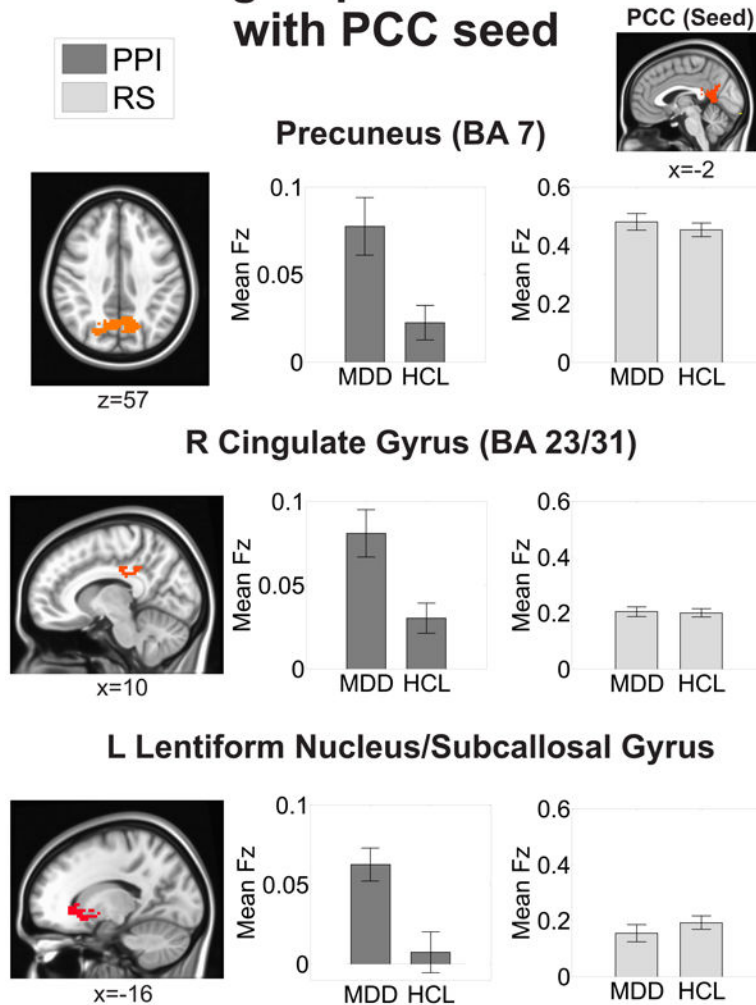 with PCC seed
PCC (Seed)
PPI
RS
x=-2
Precuneus (BA 7)
z=57
Mean Fz
0.1
0.05
0
MDD HCL
Mean Fz
0.6
0.4
0.2
0
MDD HCL
R Cingulate Gyrus (BA 23/31)
x=10
Mean Fz
0.1
0.05
0
MDD HCL
Mean Fz
0.6
0.4
0.2
0
MDD HCL
L Lentiform Nucleus/Subcallosal Gyrus
x=-16
Mean Fz
0.1
0.05
0
MDD HCL
Mean Fz
0.6
0.4
0.2
0
MDD HCL